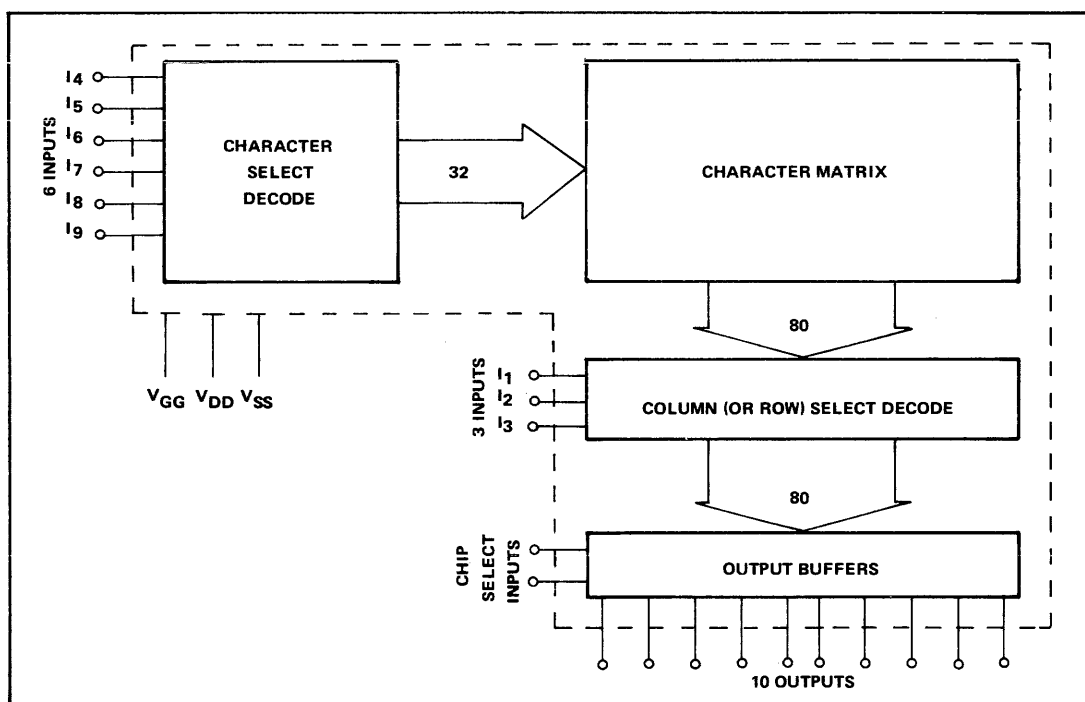 I4
I5
I6
I7
I8
I9
6 INPUTS
CHARACTER
SELECT
DECODE
32
CHARACTER MATRIX
80
VGG VDD VSS
3 INPUTS
I1
I2
I3
COLUMN (OR ROW) SELECT DECODE
80
CHIP
SELECT
INPUTS
OUTPUT BUFFERS
10 OUTPUTS